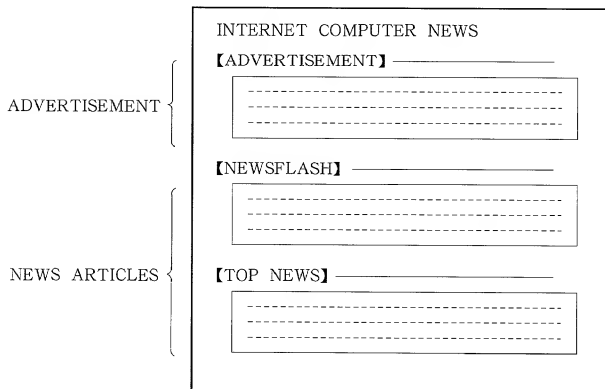 INTERNET COMPUTER NEWS
【ADVERTISEMENT】
ADVERTISEMENT
【NEWSFLASH】
NEWS ARTICLES
【TOP NEWS】